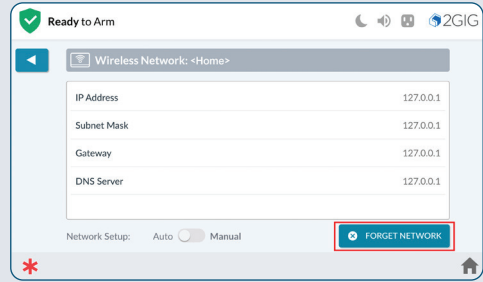 Ready to Arm
2GIG
Wireless Network: <Home>
IP Address 127.0.0.1
Subnet Mask 127.0.0.1
Gateway 127.0.0.1
DNS Server 127.0.0.1
Network Setup: Auto Manual
FORGET NETWORK